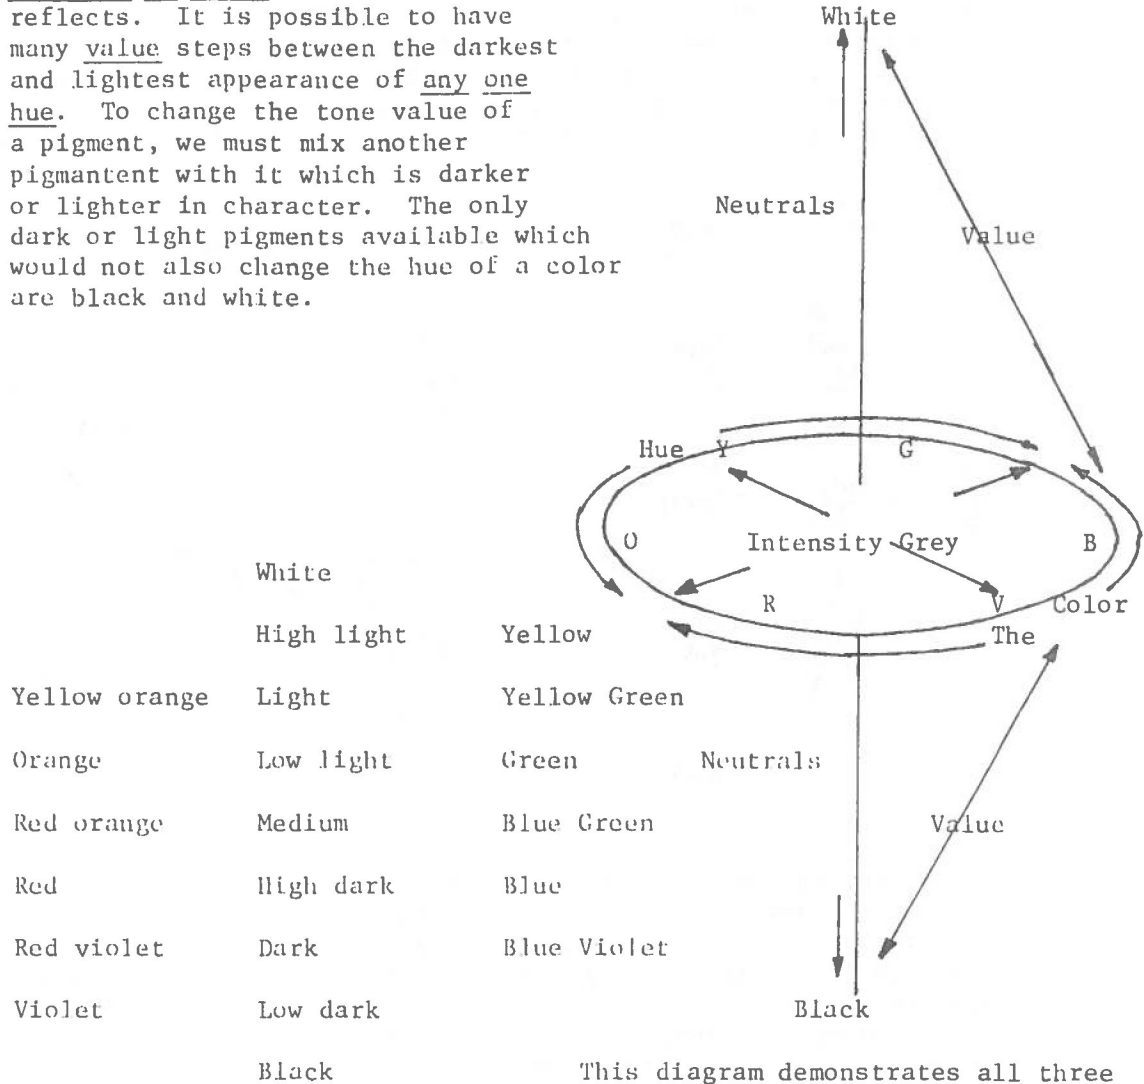 reflects. It is possible to have
many value steps between the darkest
and lightest appearance of any one
hue. To change the tone value of
a pigment, we must mix another
pigmantent with it which is darker
or lighter in character. The only
dark or light pigments available which
would not also change the hue of a color
are black and white.
White
Neutrals
Value
Hue Y G
O Intensity Grey B
R V Color
The
Neutrals
Value
Black
White
High light Yellow
Yellow orange Light Yellow Green
Orange Low light Green
Red orange Medium Blue Green
Red High dark Blue
Red violet Dark Blue Violet
Violet Low dark
Black
This diagram demonstrates all three